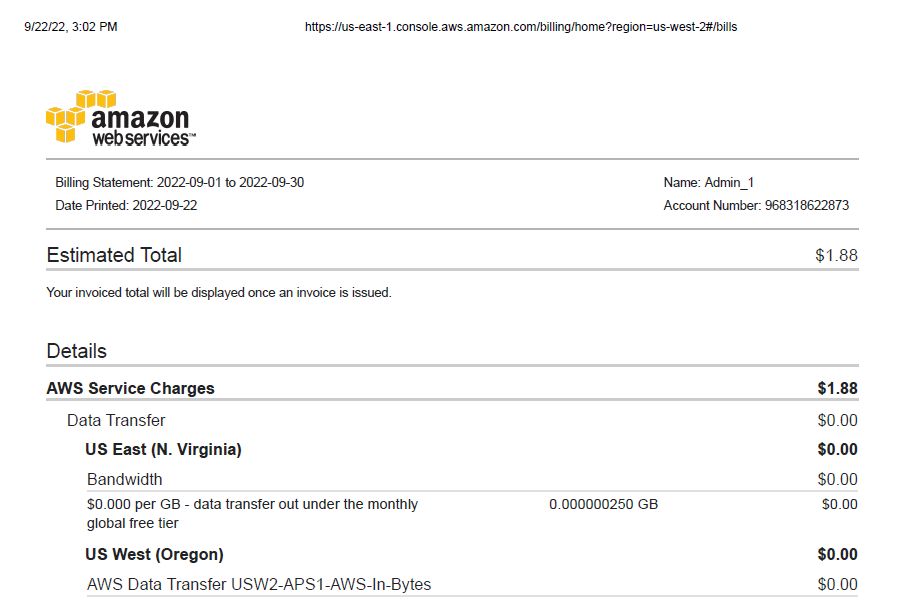 9/22/22, 3:02 PM https://us-east-1.console.aws.amazon.com/billing/home?region=us-west-2#/bills
amazon
web services™
Billing Statement: 2022-09-01 to 2022-09-30 Name: Admin_1
Date Printed: 2022-09-22 Account Number: 968318622873
Estimated Total $1.88
Your invoiced total will be displayed once an invoice is issued.
Details
AWS Service Charges $1.88
Data Transfer $0.00
US East (N. Virginia) $0.00
Bandwidth $0.00
$0.000 per GB - data transfer out under the monthly 0.000000250 GB $0.00
global free tier
US West (Oregon) $0.00
AWS Data Transfer USW2-APS1-AWS-In-Bytes $0.00